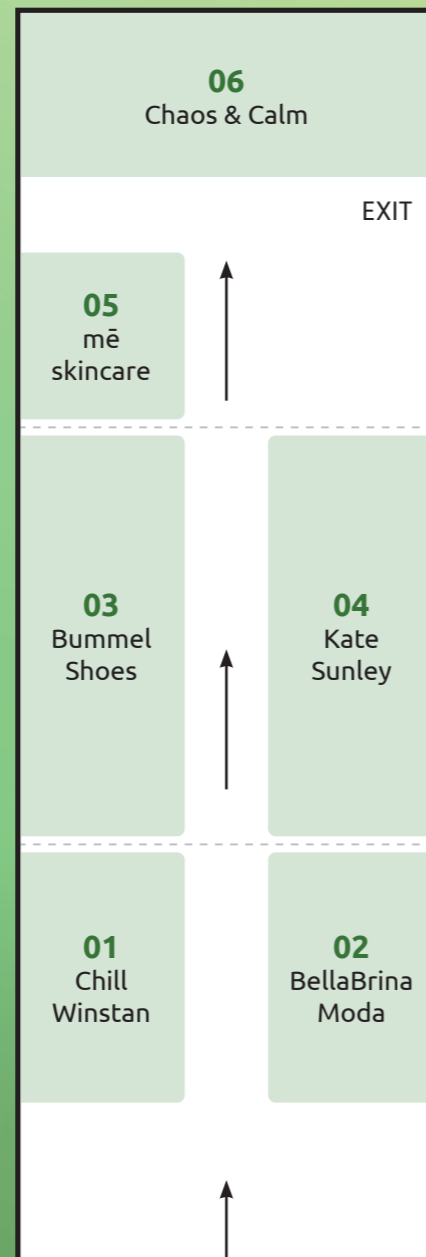 06
Chaos & Calm
EXIT
05
mē
skincare
03
Bummel
Shoes
04
Kate
Sunley
01
Chill
Winstan
02
BellaBrina
Moda